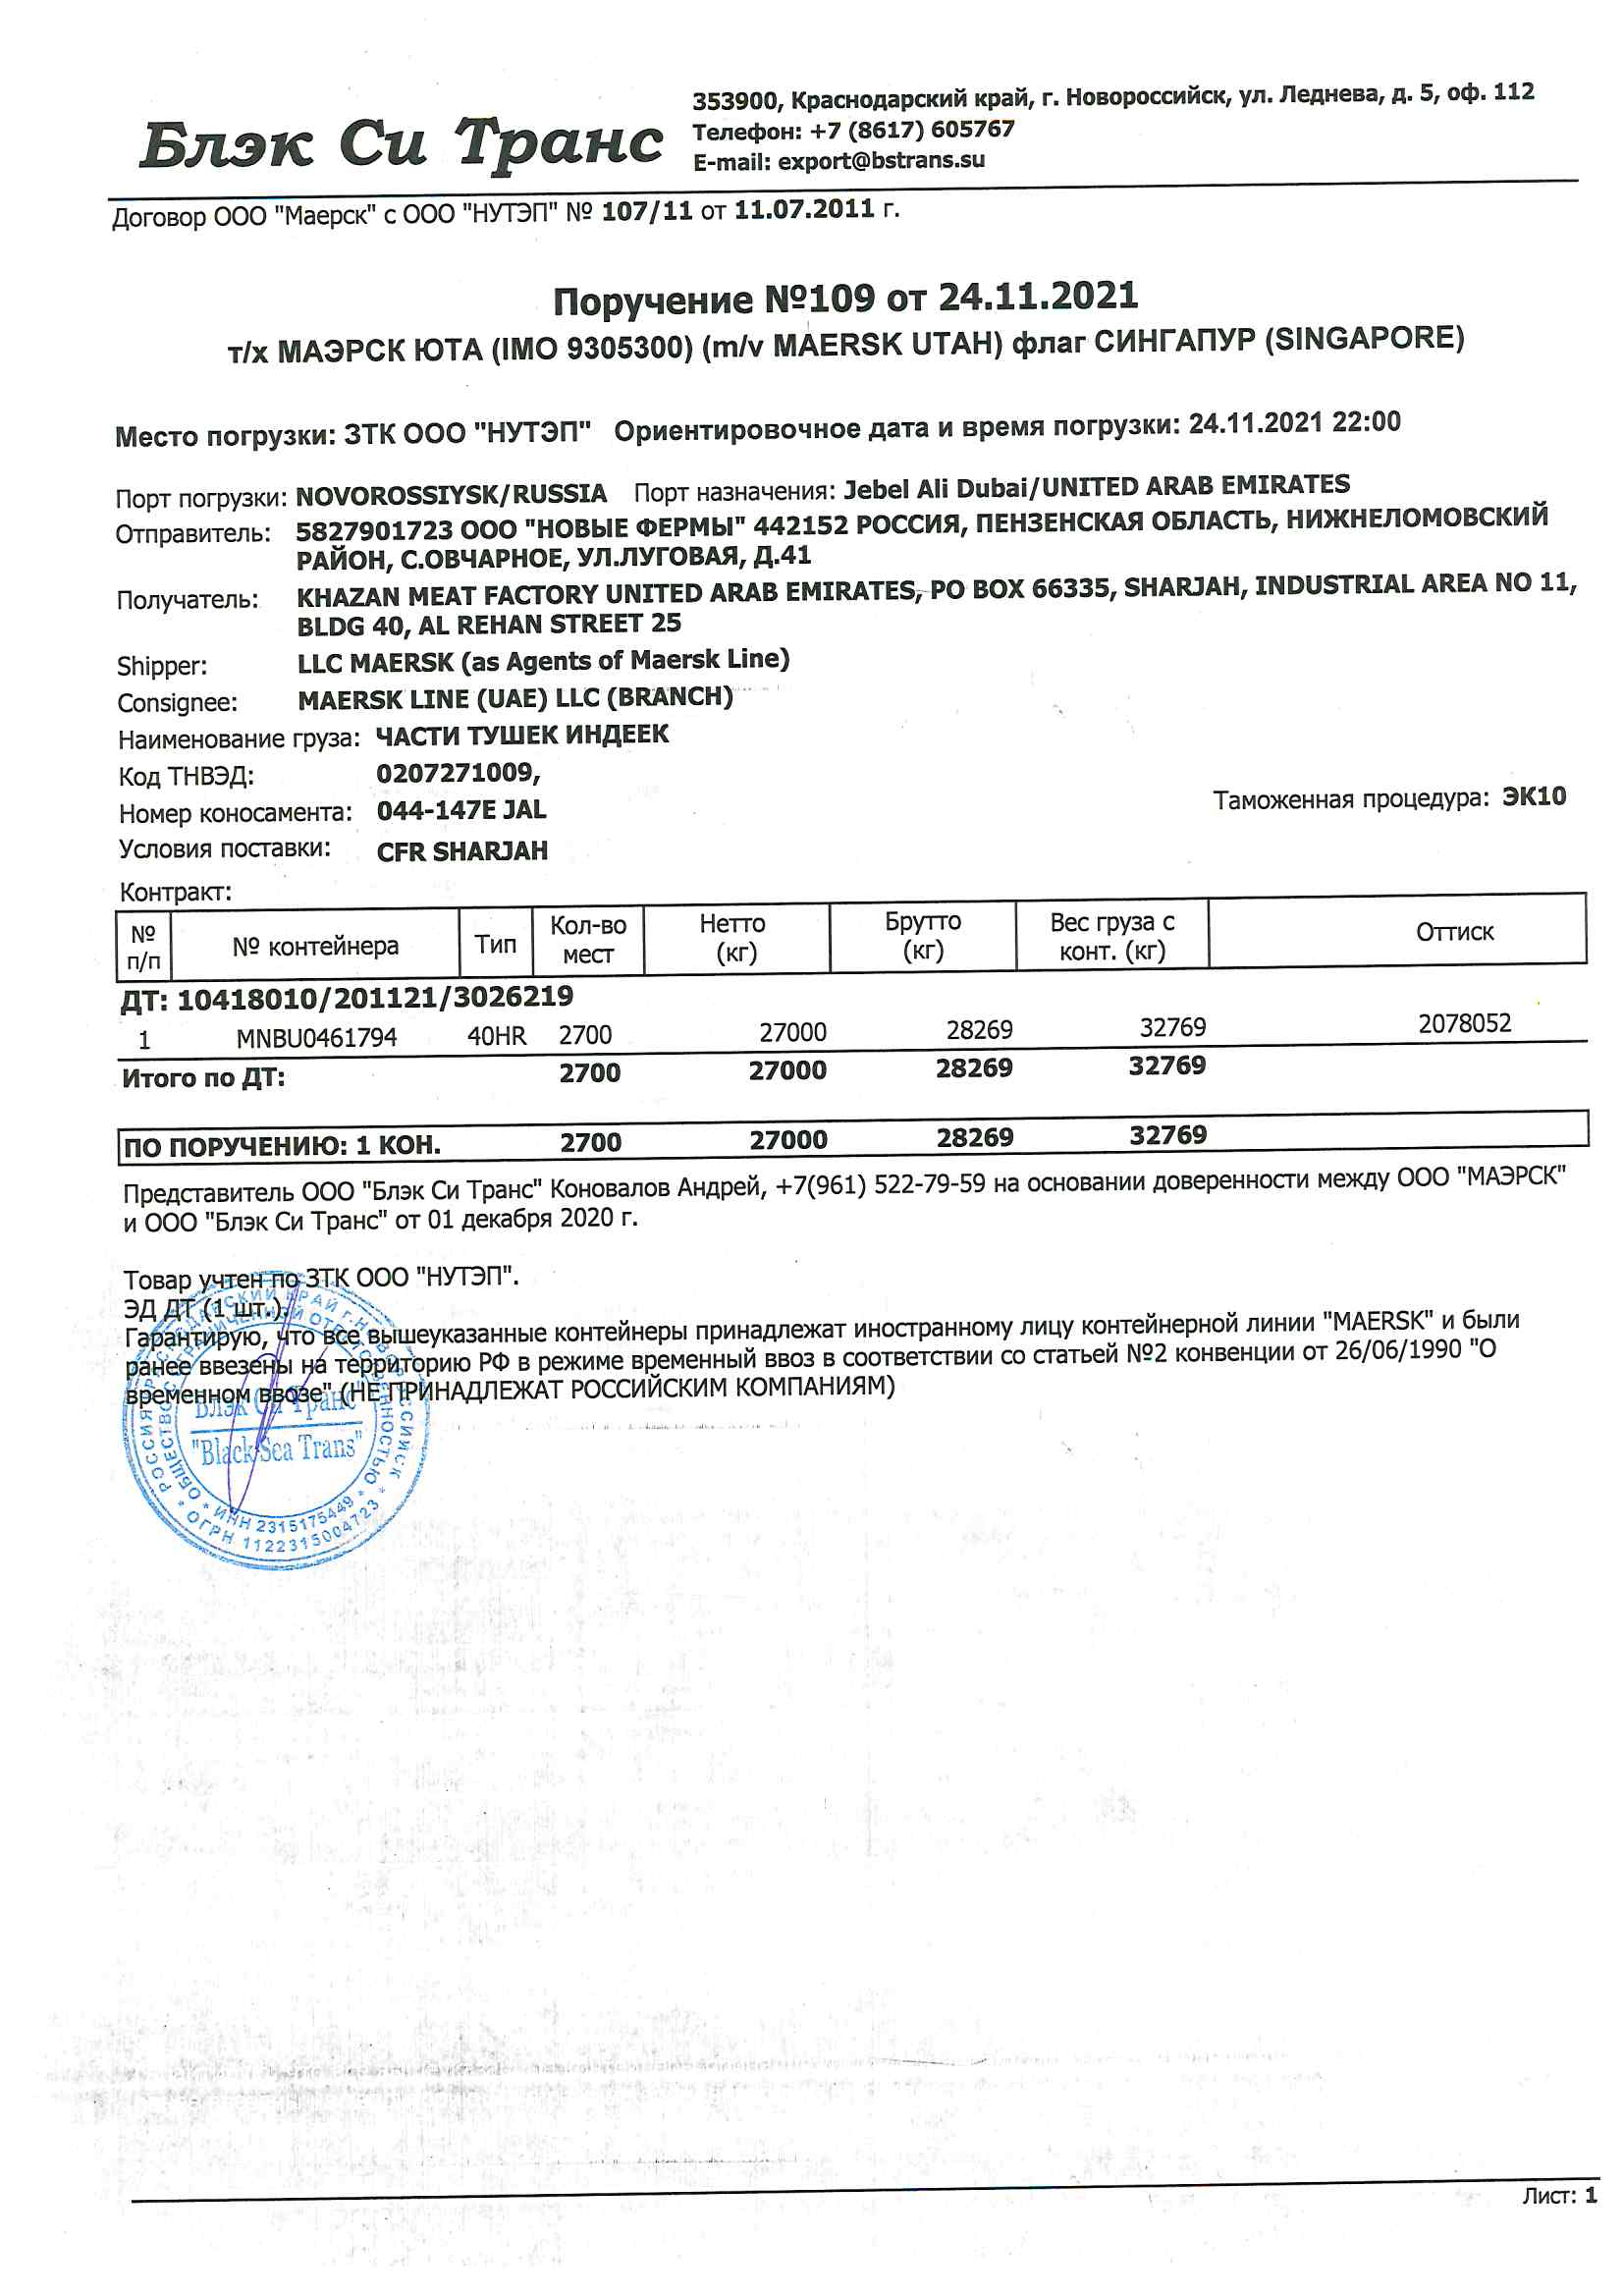 Блэк Си Транс
353900, Краснодарский край, г. Новороссийск, ул. Леднева, д. 5, оф. 112
Телефон: +7 (8617) 605767
E-mail: export@bstrans.su
Договор ООО "Маерск" с ООО "НУТЭП" № 107/11 от 11.07.2011 г.
Поручение №109 от 24.11.2021
т/х МАЭРСК ЮТА (IMO 9305300) (m/v MAERSK UTAH) флаг СИНГАПУР (SINGAPORE)
Место погрузки: ЗТК ООО "НУТЭП" Ориентировочное дата и время погрузки: 24.11.2021 22:00
Порт погрузки: NOVOROSSIYSK/RUSSIA Порт назначения: Jebel Ali Dubai/UNITED ARAB EMIRATES
Отправитель: 5827901723 ООО "НОВЫЕ ФЕРМЫ" 442152 РОССИЯ, ПЕНЗЕНСКАЯ ОБЛАСТЬ, НИЖНЕЛОМОВСКИЙ
РАЙОН, С.ОВЧАРНОЕ, УЛ.ЛУГОВАЯ, Д.41
Получатель: KHAZAN MEAT FACTORY UNITED ARAB EMIRATES, PO BOX 66335, SHARJAH, INDUSTRIAL AREA NO 11,
BLDG 40, AL REHAN STREET 25
Shipper: LLC MAERSK (as Agents of Maersk Line)
Consignee: MAERSK LINE (UAE) LLC (BRANCH)
Наименование груза: ЧАСТИ ТУШЕК ИНДЕЕК
Код ТНВЭД: 0207271009,
Номер коносамента: 044-147E JAL Таможенная процедура: ЭК10
Условия поставки: CFR SHARJAH
Контракт:
№ п/п № контейнера Тип Кол-во мест Нетто (кг) Брутто (кг) Вес груза с конт. (кг) Оттиск
ДТ: 10418010/201121/3026219
1 MNBU0461794 40HR 2700 27000 28269 32769 2078052
Итого по ДТ: 2700 27000 28269 32769
ПО ПОРУЧЕНИЮ: 1 КОН. 2700 27000 28269 32769
Представитель ООО "Блэк Си Транс" Коновалов Андрей, +7(961) 522-79-59 на основании доверенности между ООО "МАЭРСК"
и ООО "Блэк Си Транс" от 01 декабря 2020 г.
Товар учтен по ЗТК ООО "НУТЭП".
ЭД ДТ (1 шт.).
Гарантирую, что все вышеуказанные контейнеры принадлежат иностранному лицу контейнерной линии "MAERSK" и были
ранее ввезены на территорию РФ в режиме временный ввоз в соответствии со статьей №2 конвенции от 26/06/1990 "О
временном ввозе" (НЕ ПРИНАДЛЕЖАТ РОССИЙСКИМ КОМПАНИЯМ)
РОССИЯ КРАСНОДАРСКИЙ КРАЙ Г.НОВОРОССИЙСК
* ОГРН 1122315004723 *
ОБЩЕСТВО С ОГРАНИЧЕННОЙ ОТВЕТСТВЕННОСТЬЮ
* ИНН 2315175449 *
Блэк Си Транс"
"Black Sea Trans"
Лист: 1